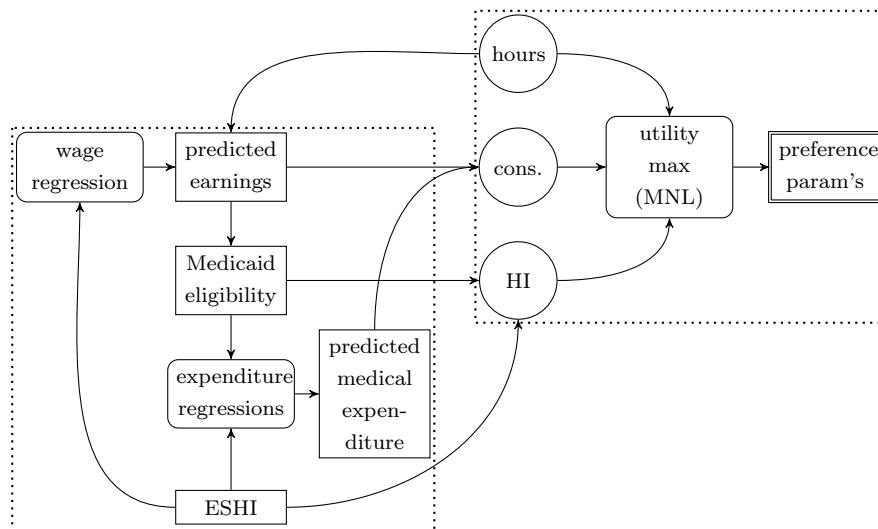 hours
wage
regression
predicted
earnings
cons.
utility
max
(MNL)
preference
param's
Medicaid
eligibility
HI
expenditure
regressions
predicted
medical
expen-
diture
ESHI